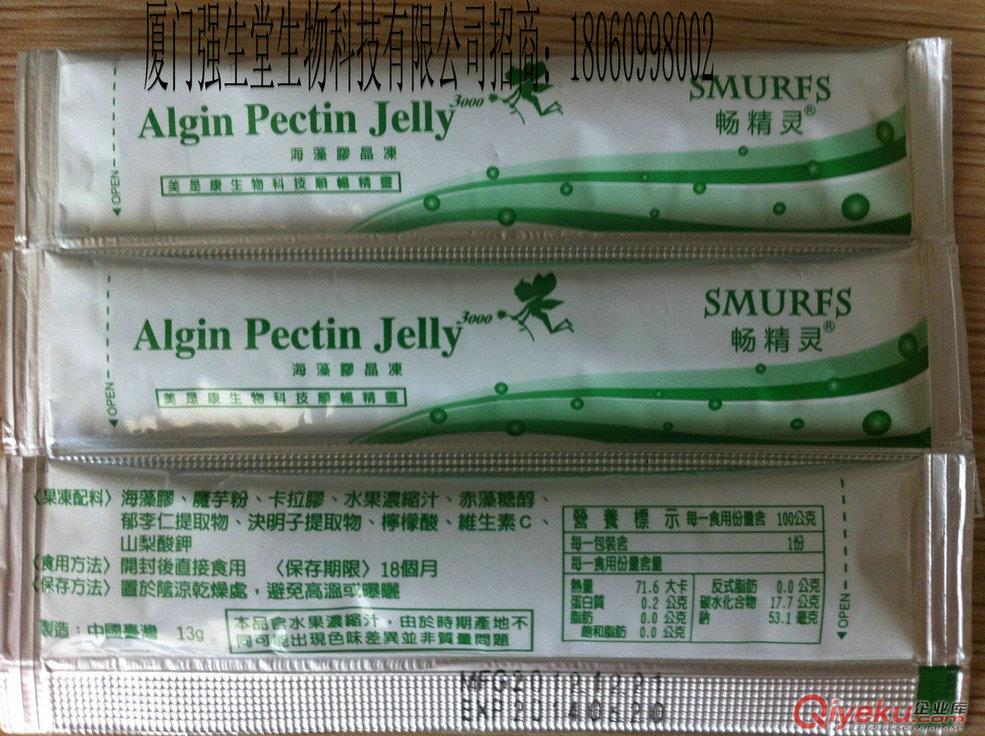 厦门强生堂生物科技有限公司招商：18060998002
SMURFS
Algin Pectin Jelly 3000
畅精灵®
海藻膠晶凍
美是康生物科技順暢精靈
OPEN
SMURFS
Algin Pectin Jelly 3000
畅精灵®
海藻膠晶凍
美是康生物科技順暢精靈
OPEN
〈果凍配料〉海藻膠、魔芋粉、卡拉膠、水果濃縮汁、赤藻糖醇、
郁李仁提取物、決明子提取物、檸檬酸、維生素C、
山梨酸鉀
〈食用方法〉開封後直接食用 〈保存期限〉18個月
〈保存方法〉置於陰涼乾燥處，避免高溫或曝曬
製造：中國臺灣 13g
本品含水果濃縮汁，由於時期產地不
同可能出現色味差異並非質量問題
營養標示 每一食用份量含 100公克
每一包裝含 1份
每一食用份量含量
熱量 71.6 大卡 反式脂肪 0.0 公克
蛋白質 0.2 公克 碳水化合物 17.7 公克
脂肪 0.0 公克 鈉 53.1 毫克
飽和脂肪 0.0 公克
OPEN
MFG20121221
EXP20140620
Qiyeku.com 企业库